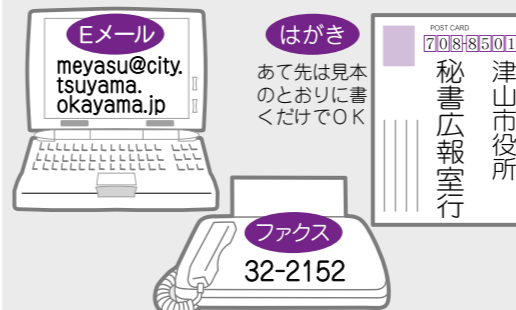 Eメール
meyasu@city.
tsuyama.
okayama.jp
はがき
あて先は見本
のとおりに書
くだけでOK
POST CARD
708-8501
津山市役所
秘書広報室行
ファクス
32-2152